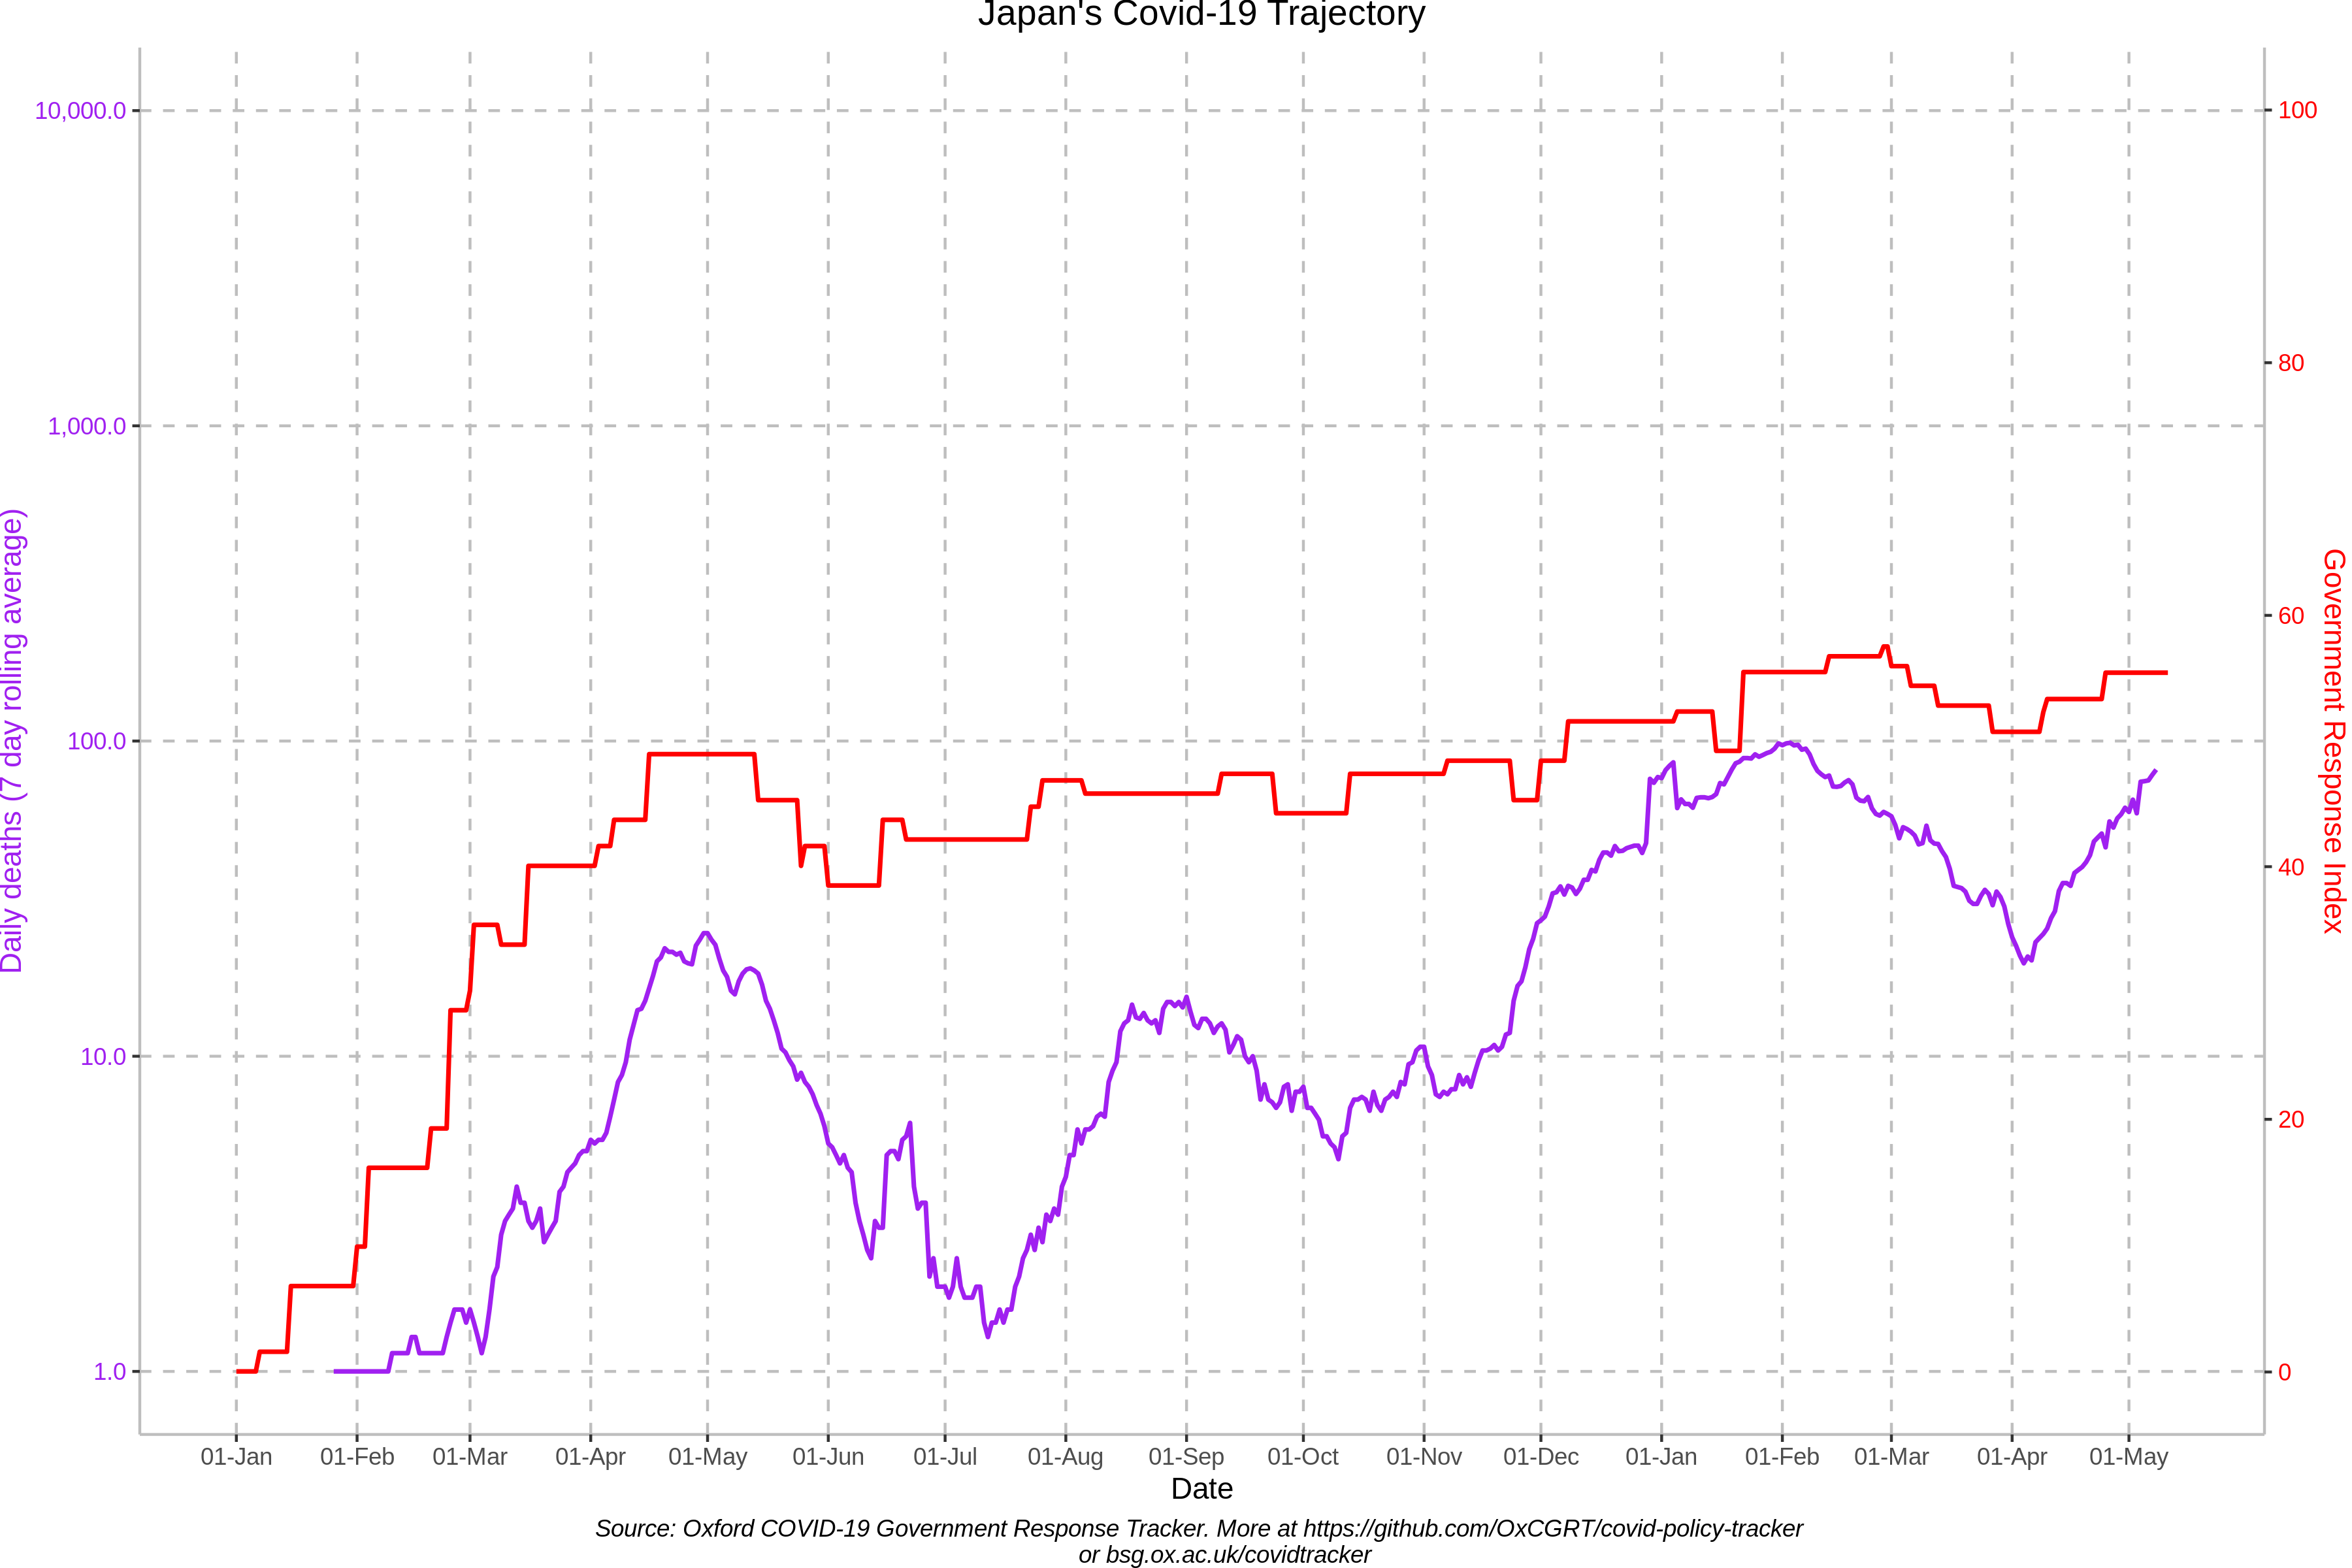 Japan's Covid-19 Trajectory
10,000.0
1,000.0
100.0
10.0
1.0
Daily deaths (7 day rolling average)
100
80
60
40
20
0
Government Response Index
01-Jan 01-Feb 01-Mar 01-Apr 01-May 01-Jun 01-Jul 01-Aug 01-Sep 01-Oct 01-Nov 01-Dec 01-Jan 01-Feb 01-Mar 01-Apr 01-May
Date
Source: Oxford COVID-19 Government Response Tracker. More at https://github.com/OxCGRT/covid-policy-tracker
or bsg.ox.ac.uk/covidtracker